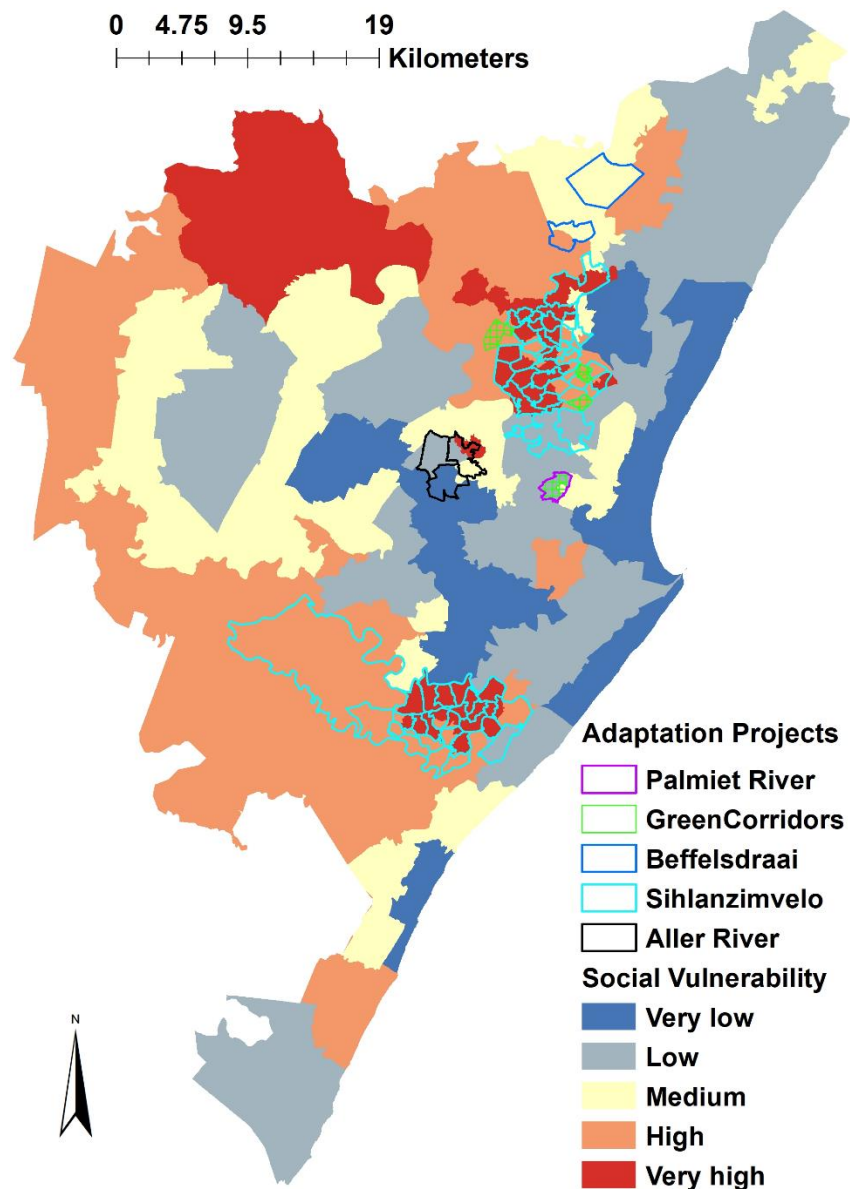 0 4.75 9.5 19
Kilometers
N
Adaptation Projects
Palmiet River
GreenCorridors
Beffelsdraai
Sihlanzimvelo
Aller River
Social Vulnerability
Very low
Low
Medium
High
Very high